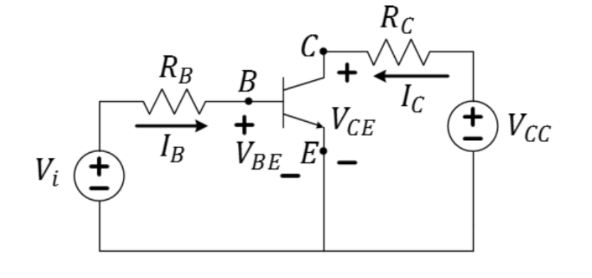 R_C
C
+
R_B
B
I_C
+
V_CE
+
V_CC
I_B
V_BE
E
V_i
+